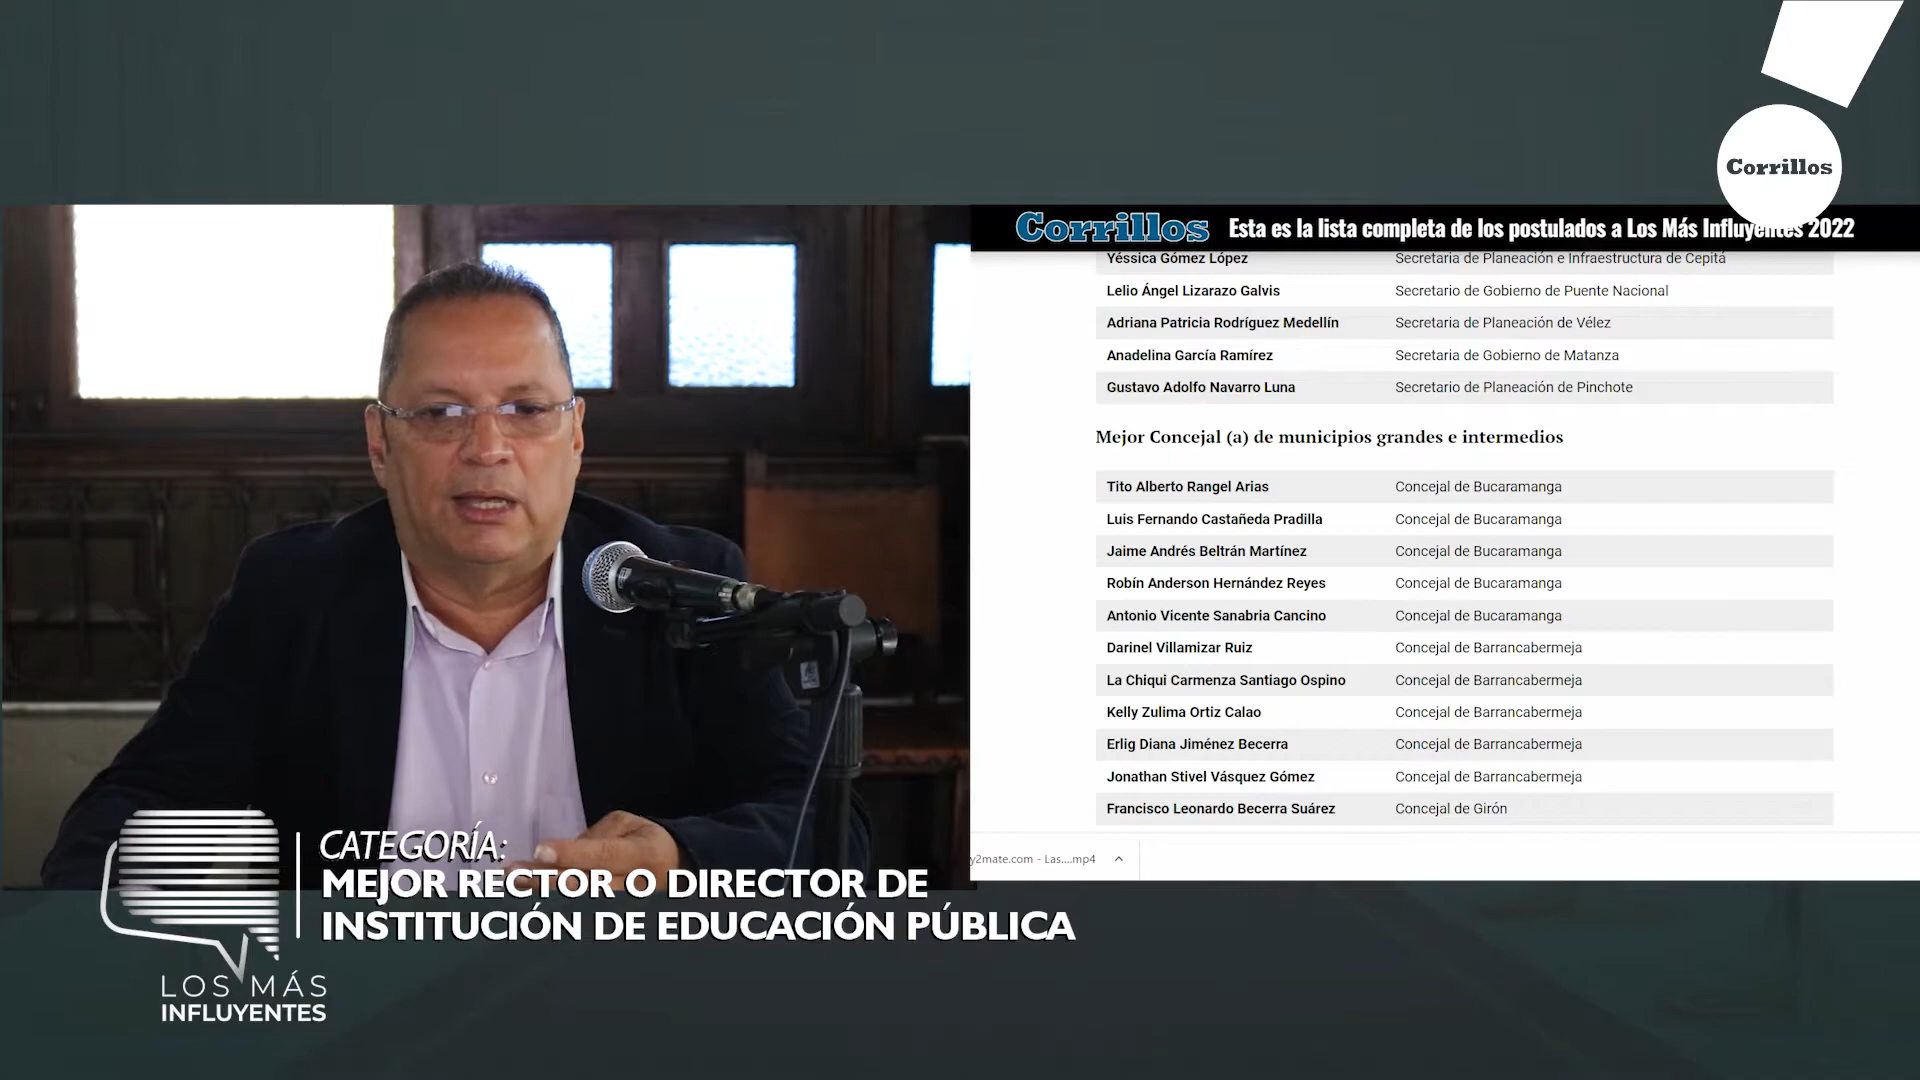 Corrillos
Corrillos Esta es la lista completa de los postulados a Los Más Influyentes 2022
Yéssica Gómez López Secretaria de Planeación e Infraestructura de Cepitá
Lelio Ángel Lizarazo Galvis Secretario de Gobierno de Puente Nacional
Adriana Patricia Rodríguez Medellín Secretaria de Planeación de Vélez
Anadelina García Ramírez Secretaria de Gobierno de Matanza
Gustavo Adolfo Navarro Luna Secretario de Planeación de Pinchote
Mejor Concejal (a) de municipios grandes e intermedios
Tito Alberto Rangel Arias Concejal de Bucaramanga
Luis Fernando Castañeda Pradilla Concejal de Bucaramanga
Jaime Andrés Beltrán Martínez Concejal de Bucaramanga
Robín Anderson Hernández Reyes Concejal de Bucaramanga
Antonio Vicente Sanabria Cancino Concejal de Bucaramanga
Darinel Villamizar Ruiz Concejal de Barrancabermeja
La Chiqui Carmenza Santiago Ospino Concejal de Barrancabermeja
Kelly Zulima Ortiz Calao Concejal de Barrancabermeja
Erlig Diana Jiménez Becerra Concejal de Barrancabermeja
Jonathan Stivel Vásquez Gómez Concejal de Barrancabermeja
Francisco Leonardo Becerra Suárez Concejal de Girón
y2mate.com - Las....mp4
CATEGORÍA:
MEJOR RECTOR O DIRECTOR DE
INSTITUCIÓN DE EDUCACIÓN PÚBLICA
LOS MÁS
INFLUYENTES